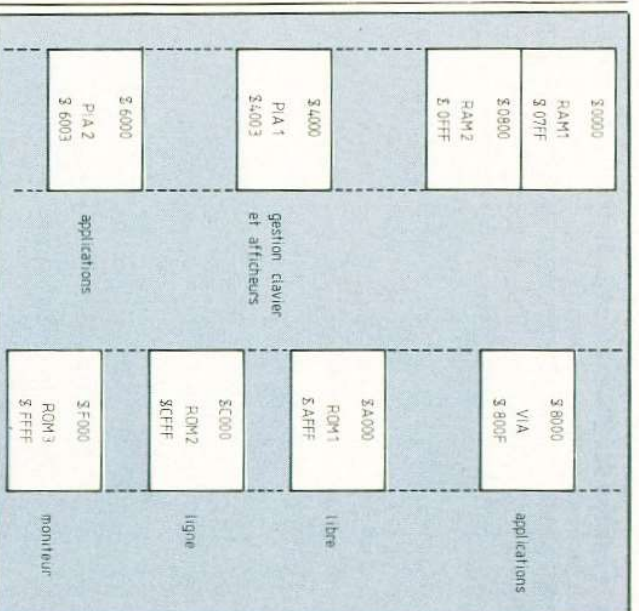 $0000
RAM1
$ 07FF
$0800
RAM2
$ 0FFF
$4000
PIA 1
$4003
gestion clavier
et afficheurs
$6000
PIA 2
$ 6003
applications
$8000
VIA
$ 800F
applications
$A000
ROM1
$ AFFF
libre
$C000
ROM2
$CFFF
ligne
$F000
ROM3
$ FFFF
moniteur